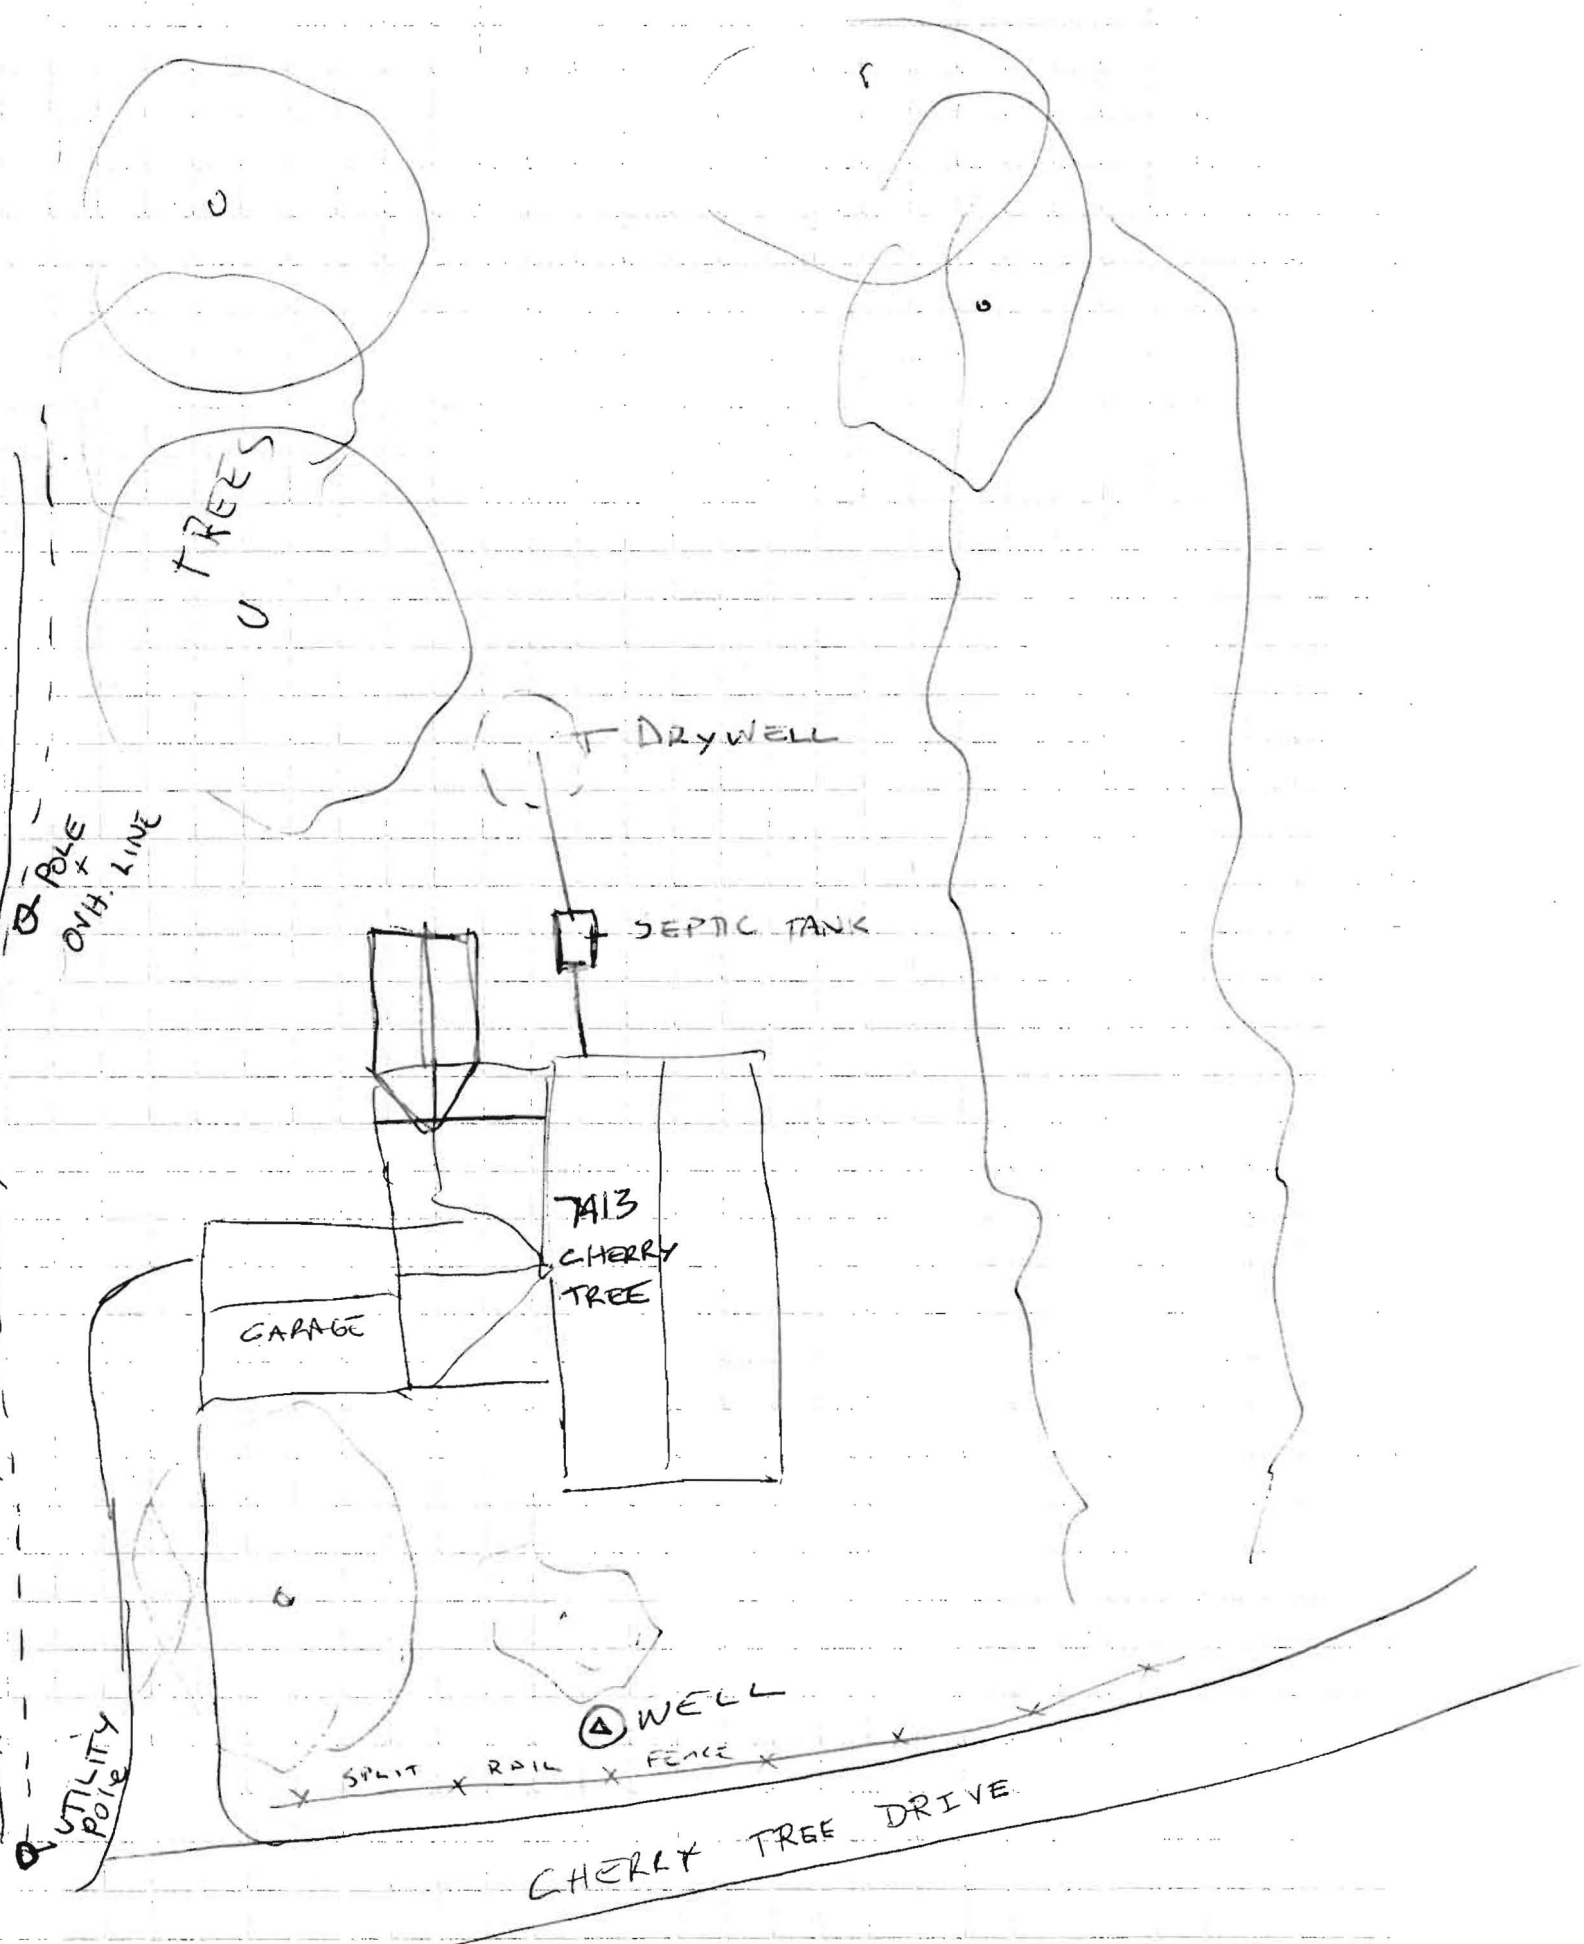 TREES
DRYWELL
POLE
+
OVH. LINE
SEPTIC TANK
7413
CHERRY
TREE
GARAGE
WELL
SPLIT RAIL FENCE
UTILITY
POLE
CHERRY TREE DRIVE